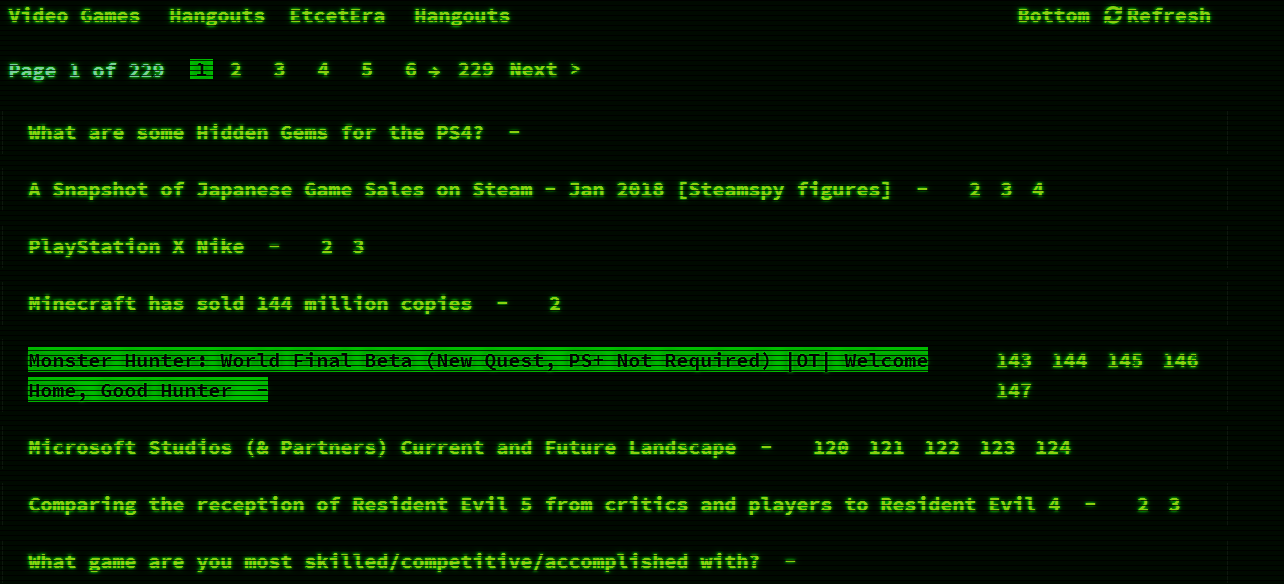 Video Games Hangouts EtcetEra Hangouts Bottom Refresh
Page 1 of 229 1 2 3 4 5 6 → 229 Next >
What are some Hidden Gems for the PS4? –
A Snapshot of Japanese Game Sales on Steam – Jan 2018 [Steamspy figures] – 2 3 4
PlayStation X Nike – 2 3
Minecraft has sold 144 million copies – 2
Monster Hunter: World Final Beta (New Quest, PS+ Not Required) |OT| Welcome 143 144 145 146
Home, Good Hunter – 147
Microsoft Studios (& Partners) Current and Future Landscape – 120 121 122 123 124
Comparing the reception of Resident Evil 5 from critics and players to Resident Evil 4 – 2 3
What game are you most skilled/competitive/accomplished with? –